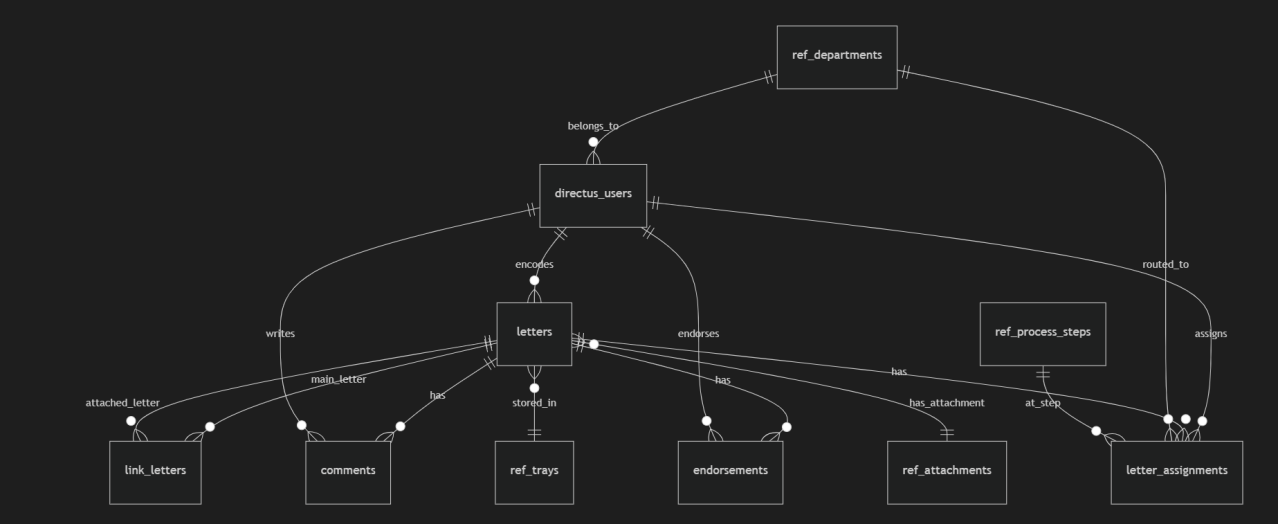 ref_departments
belongs_to
directus_users
encodes
routed_to
writes
letters
endorses
ref_process_steps
assigns
main_letter
has
has
has
attached_letter
stored_in
has_attachment
at_step
link_letters
comments
ref_trays
endorsements
ref_attachments
letter_assignments